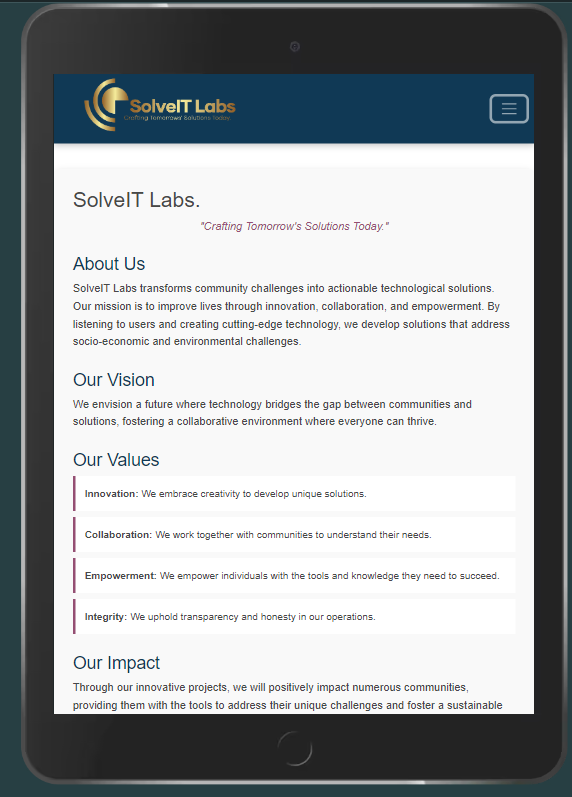 SolveIT Labs
Crafting Tomorrows' Solutions Today
SolveIT Labs.
"Crafting Tomorrow's Solutions Today."
About Us
SolveIT Labs transforms community challenges into actionable technological solutions.
Our mission is to improve lives through innovation, collaboration, and empowerment. By
listening to users and creating cutting-edge technology, we develop solutions that address
socio-economic and environmental challenges.
Our Vision
We envision a future where technology bridges the gap between communities and
solutions, fostering a collaborative environment where everyone can thrive.
Our Values
Innovation: We embrace creativity to develop unique solutions.
Collaboration: We work together with communities to understand their needs.
Empowerment: We empower individuals with the tools and knowledge they need to succeed.
Integrity: We uphold transparency and honesty in our operations.
Our Impact
Through our innovative projects, we will positively impact numerous communities,
providing them with the tools to address their unique challenges and foster a sustainable